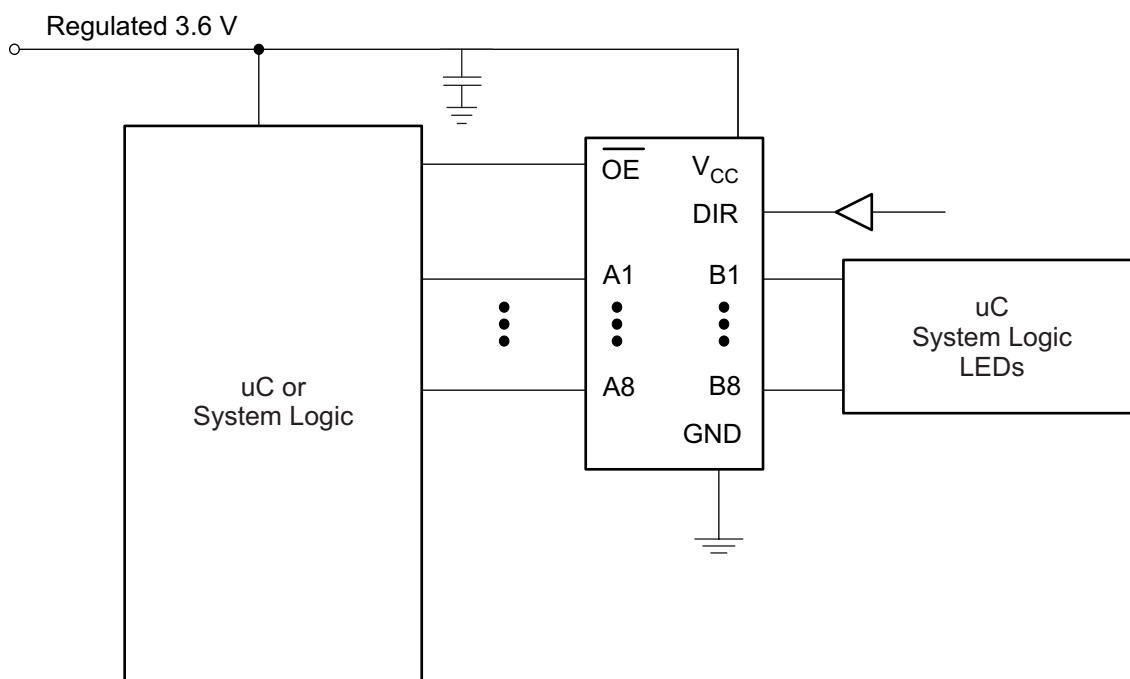 Regulated 3.6 V
OE
VCC
DIR
A1
B1
uC
System Logic
LEDs
uC or
System Logic
A8
B8
GND